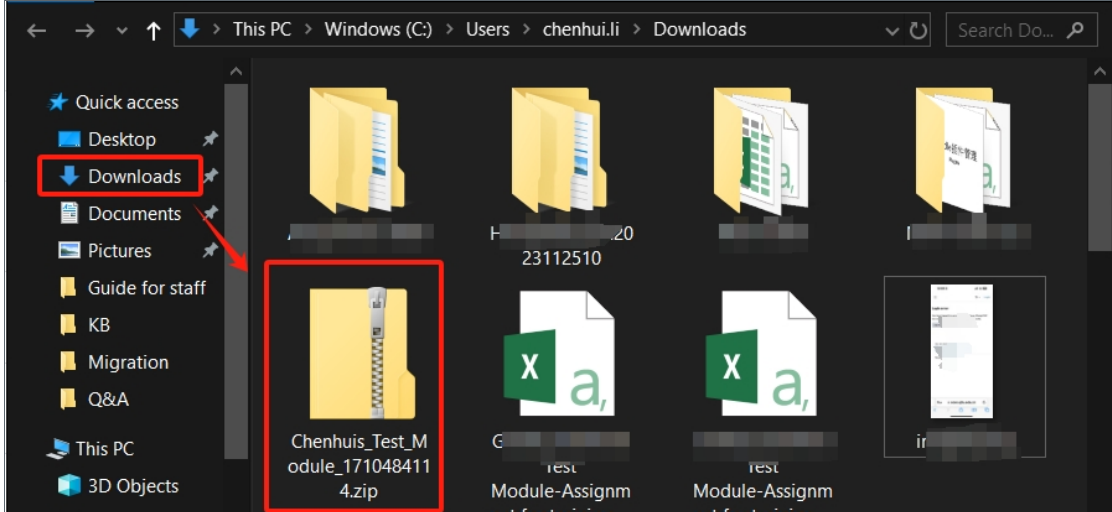 This PC > Windows (C:) > Users > chenhui.li > Downloads
Search Do...
Quick access
Desktop
Downloads
Documents
Pictures
Guide for staff
KB
Migration
Q&A
This PC
3D Objects
.20
23112510
Chenhuis_Test_M
odule_171048411
4.zip
Test
Module-Assignm
Test
Module-Assignm